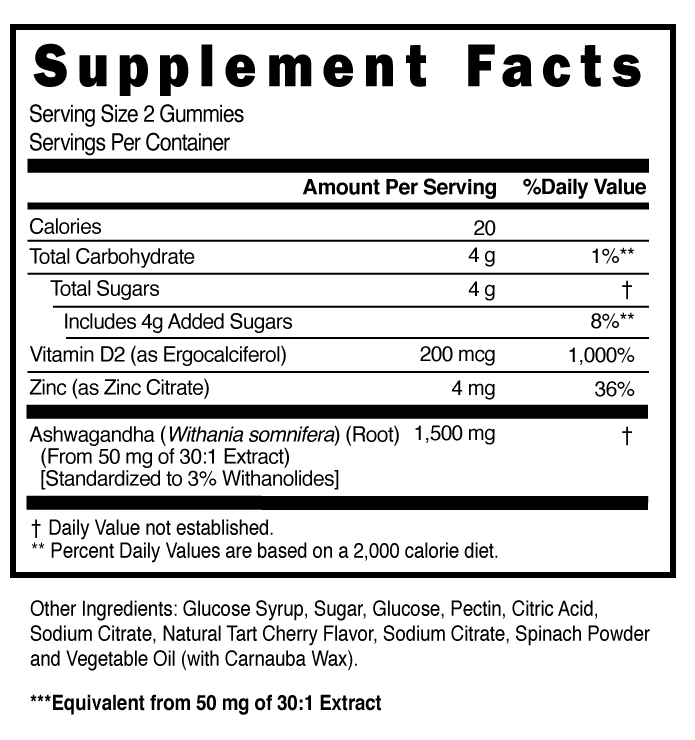 Supplement Facts
Serving Size 2 Gummies
Servings Per Container
Amount Per Serving %Daily Value
Calories 20
Total Carbohydrate 4 g 1%**
Total Sugars 4 g †
Includes 4g Added Sugars 8%**
Vitamin D2 (as Ergocalciferol) 200 mcg 1,000%
Zinc (as Zinc Citrate) 4 mg 36%
Ashwagandha (Withania somnifera) (Root) 1,500 mg †
(From 50 mg of 30:1 Extract)
[Standardized to 3% Withanolides]
† Daily Value not established.
** Percent Daily Values are based on a 2,000 calorie diet.
Other Ingredients: Glucose Syrup, Sugar, Glucose, Pectin, Citric Acid,
Sodium Citrate, Natural Tart Cherry Flavor, Sodium Citrate, Spinach Powder
and Vegetable Oil (with Carnauba Wax).
***Equivalent from 50 mg of 30:1 Extract